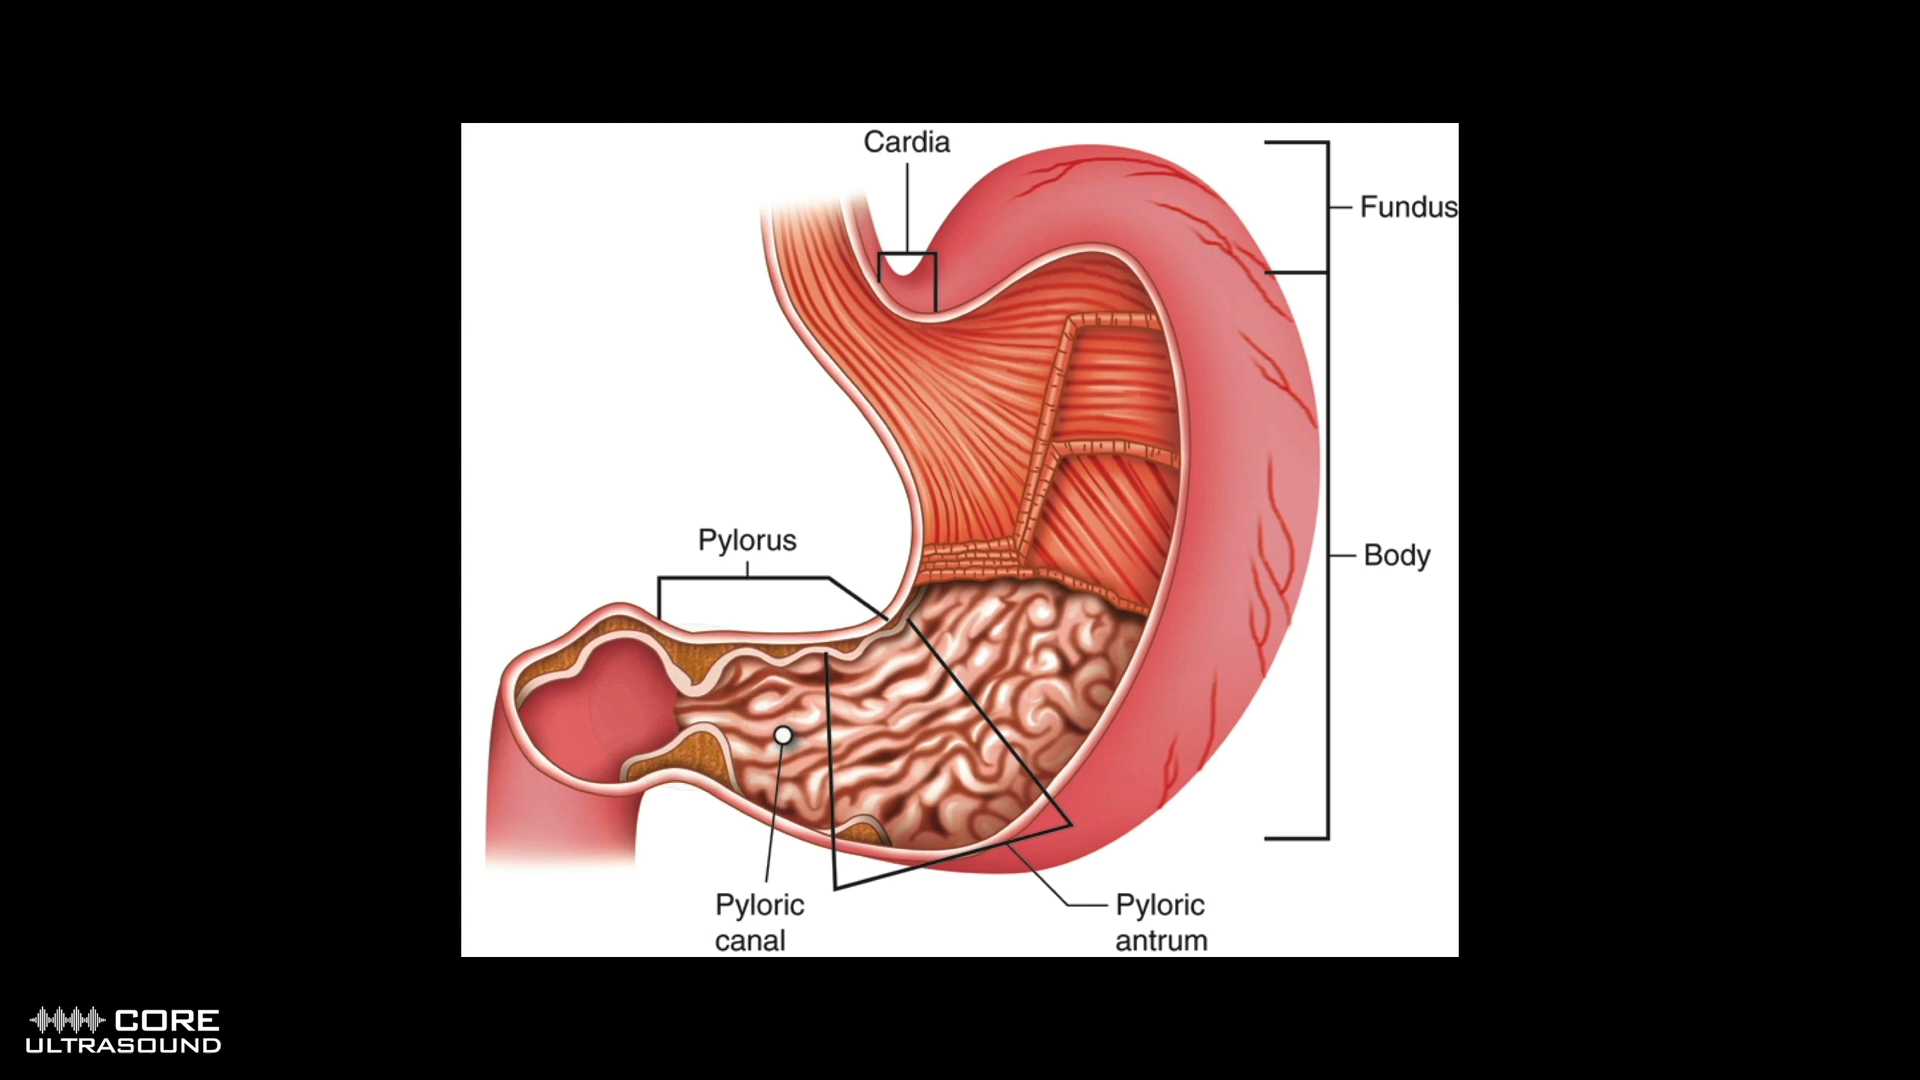 Cardia
Fundus
Pylorus
Body
Pyloric
canal
Pyloric
antrum
CORE
ULTRASOUND